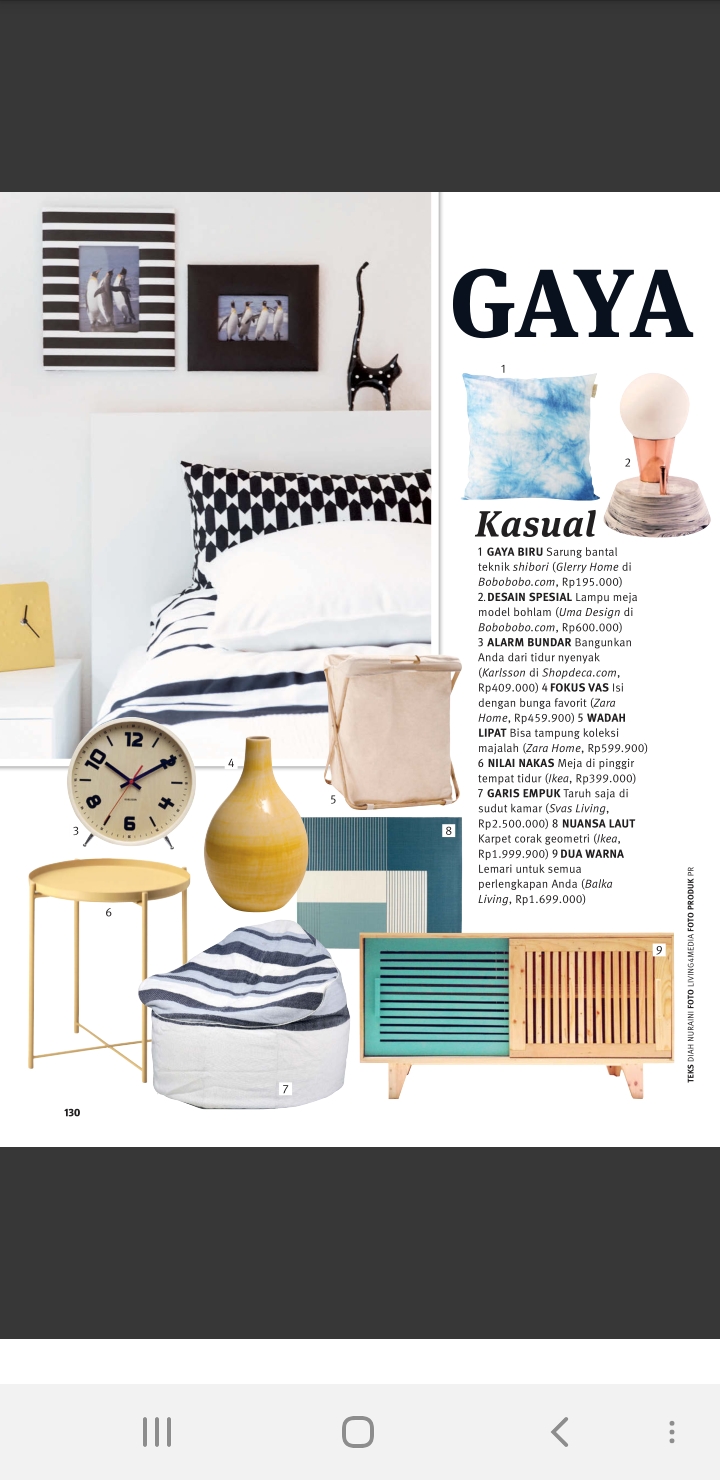 GAYA
Kasual
1
2
1 GAYA BIRU Sarung bantal
teknik shibori (Glerry Home di
Bobobobo.com, Rp195.000)
2.DESAIN SPESIAL Lampu meja
model bohlam (Uma Design di
Bobobobo.com, Rp600.000)
3 ALARM BUNDAR Bangunkan
Anda dari tidur nyenyak
(Karlsson di Shopdeca.com,
Rp409.000) 4 FOKUS VAS Isi
dengan bunga favorit (Zara
Home, Rp459.900) 5 WADAH
LIPAT Bisa tampung koleksi
majalah (Zara Home, Rp599.900)
6 NILAI NAKAS Meja di pinggir
tempat tidur (Ikea, Rp399.000)
7 GARIS EMPUK Taruh saja di
sudut kamar (Svas Living,
Rp2.500.000) 8 NUANSA LAUT
Karpet corak geometri (Ikea,
Rp1.999.900) 9 DUA WARNA
Lemari untuk semua
perlengkapan Anda (Balka
Living, Rp1.699.000)
12
10
2
8
4
6
3
4
5
8
6
9
7
TEKS DIAH NURAINI FOTO LIVING4MEDIA FOTO PRODUK PR
130